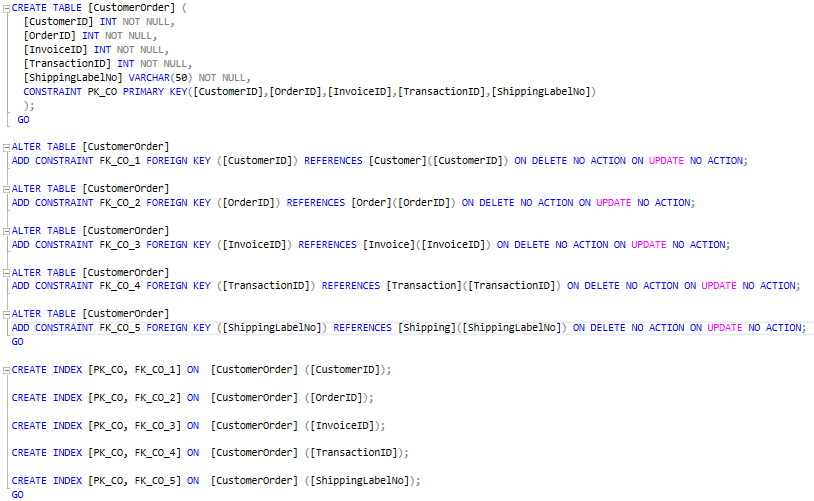 CREATE TABLE [CustomerOrder] (
[CustomerID] INT NOT NULL,
[OrderID] INT NOT NULL,
[InvoiceID] INT NOT NULL,
[TransactionID] INT NOT NULL,
[ShippingLabelNo] VARCHAR(50) NOT NULL,
CONSTRAINT PK_CO PRIMARY KEY([CustomerID],[OrderID],[InvoiceID],[TransactionID],[ShippingLabelNo])
);
GO
ALTER TABLE [CustomerOrder]
ADD CONSTRAINT FK_CO_1 FOREIGN KEY ([CustomerID]) REFERENCES [Customer]([CustomerID]) ON DELETE NO ACTION ON UPDATE NO ACTION;
ALTER TABLE [CustomerOrder]
ADD CONSTRAINT FK_CO_2 FOREIGN KEY ([OrderID]) REFERENCES [Order]([OrderID]) ON DELETE NO ACTION ON UPDATE NO ACTION;
ALTER TABLE [CustomerOrder]
ADD CONSTRAINT FK_CO_3 FOREIGN KEY ([InvoiceID]) REFERENCES [Invoice]([InvoiceID]) ON DELETE NO ACTION ON UPDATE NO ACTION;
ALTER TABLE [CustomerOrder]
ADD CONSTRAINT FK_CO_4 FOREIGN KEY ([TransactionID]) REFERENCES [Transaction]([TransactionID]) ON DELETE NO ACTION ON UPDATE NO ACTION;
ALTER TABLE [CustomerOrder]
ADD CONSTRAINT FK_CO_5 FOREIGN KEY ([ShippingLabelNo]) REFERENCES [Shipping]([ShippingLabelNo]) ON DELETE NO ACTION ON UPDATE NO ACTION;
GO
CREATE INDEX [PK_CO, FK_CO_1] ON  [CustomerOrder] ([CustomerID]);
CREATE INDEX [PK_CO, FK_CO_2] ON  [CustomerOrder] ([OrderID]);
CREATE INDEX [PK_CO, FK_CO_3] ON  [CustomerOrder] ([InvoiceID]);
CREATE INDEX [PK_CO, FK_CO_4] ON  [CustomerOrder] ([TransactionID]);
CREATE INDEX [PK_CO, FK_CO_5] ON  [CustomerOrder] ([ShippingLabelNo]);
GO